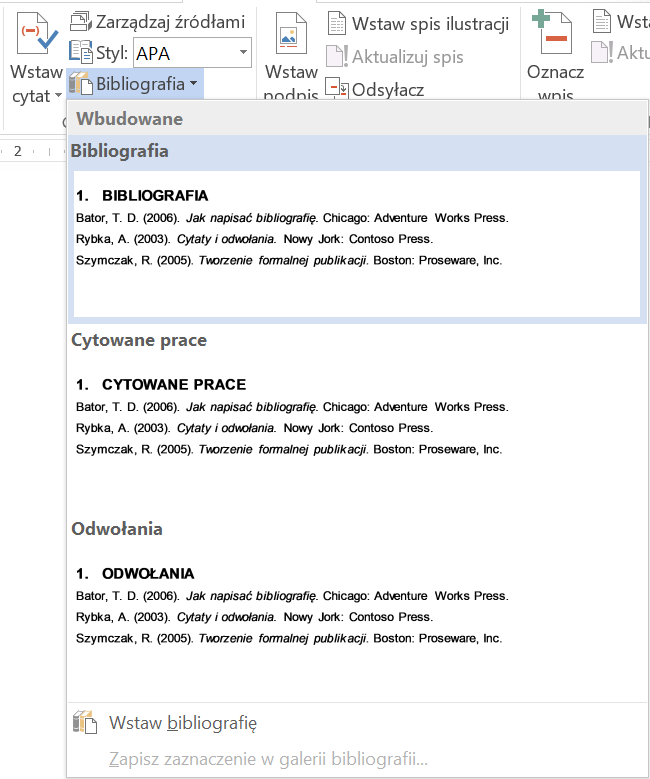 Zarządzaj źródłami
Styl: APA
Bibliografia
Wstaw
cytat
Wstaw
podpis
Wstaw spis ilustracji
Aktualizuj spis
Odsyłacz
Oznacz
wpis
2
Wbudowane
Bibliografia
1. BIBLIOGRAFIA
Bator, T. D. (2006). Jak napisać bibliografię. Chicago: Adventure Works Press.
Rybka, A. (2003). Cytaty i odwołania. Nowy Jork: Contoso Press.
Szymczak, R. (2005). Tworzenie formalnej publikacji. Boston: Proseware, Inc.
Cytowane prace
1. CYTOWANE PRACE
Bator, T. D. (2006). Jak napisać bibliografię. Chicago: Adventure Works Press.
Rybka, A. (2003). Cytaty i odwołania. Nowy Jork: Contoso Press.
Szymczak, R. (2005). Tworzenie formalnej publikacji. Boston: Proseware, Inc.
Odwołania
1. ODWOŁANIA
Bator, T. D. (2006). Jak napisać bibliografię. Chicago: Adventure Works Press.
Rybka, A. (2003). Cytaty i odwołania. Nowy Jork: Contoso Press.
Szymczak, R. (2005). Tworzenie formalnej publikacji. Boston: Proseware, Inc.
Wstaw bibliografię
Zapisz zaznaczenie w galerii bibliografii...